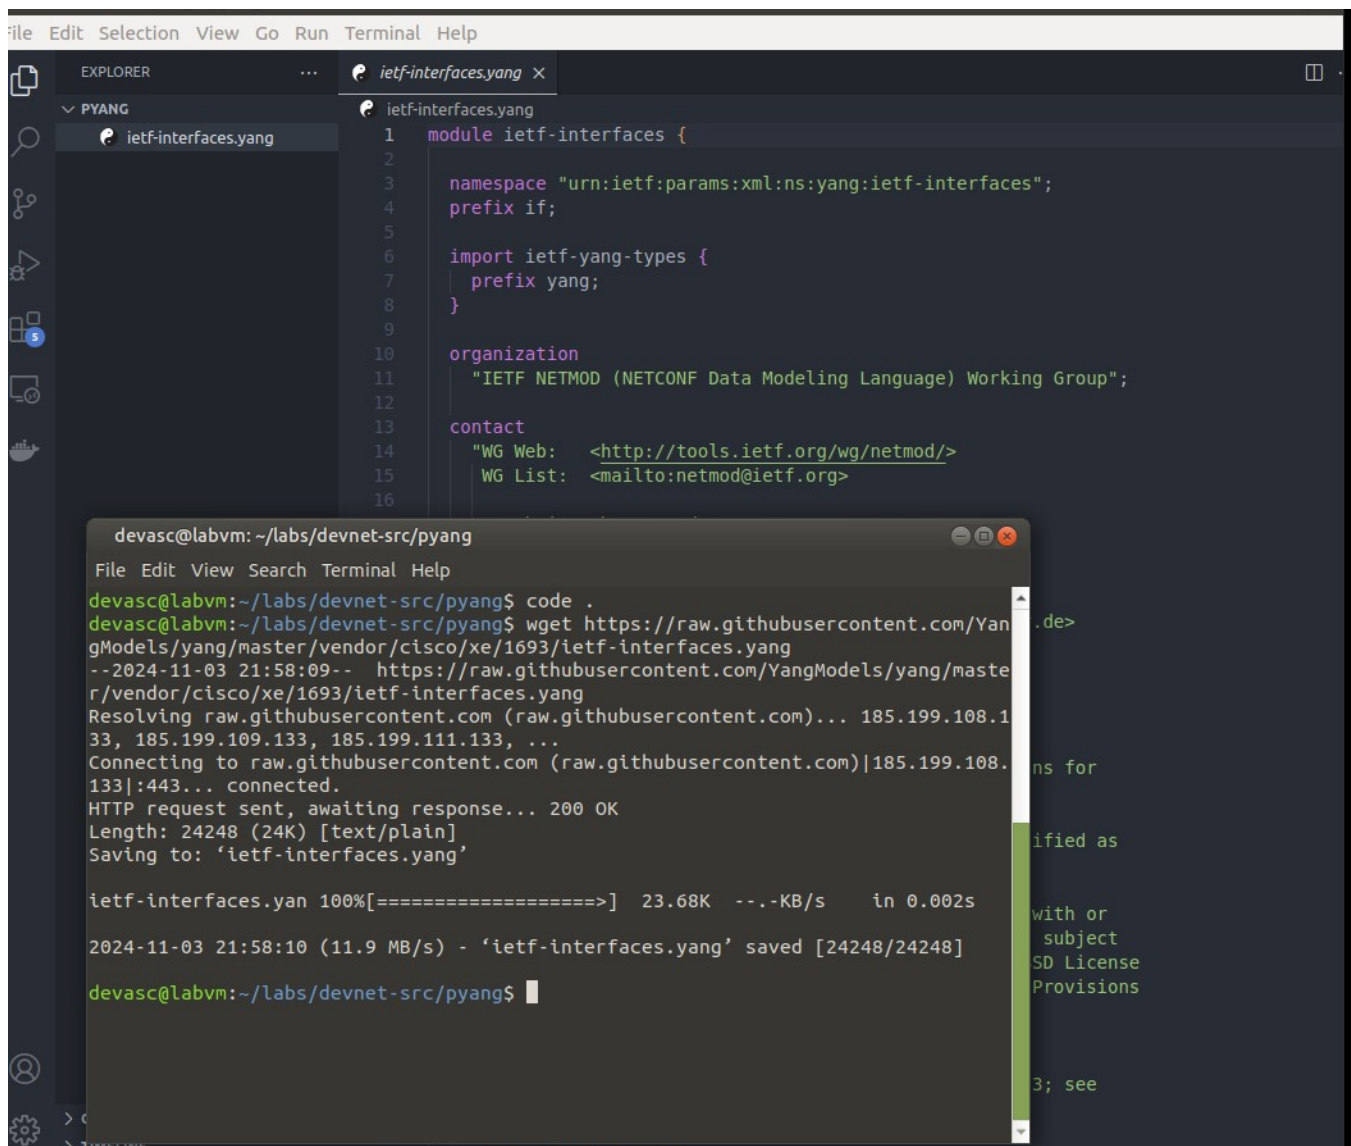 File Edit Selection View Go Run Terminal Help
EXPLORER ...
PYANG
ietf-interfaces.yang
ietf-interfaces.yang ×
ietf-interfaces.yang
1 module ietf-interfaces {
2
3 namespace "urn:ietf:params:xml:ns:yang:ietf-interfaces";
4 prefix if;
5
6 import ietf-yang-types {
7 prefix yang;
8 }
9
10 organization
11 "IETF NETMOD (NETCONF Data Modeling Language) Working Group";
12
13 contact
14 "WG Web: <http://tools.ietf.org/wg/netmod/>
15 WG List: <mailto:netmod@ietf.org>
16
5
.de>
ns for
ified as
with or
subject
SD License
Provisions
3; see
devasc@labvm: ~/labs/devnet-src/pyang
File Edit View Search Terminal Help
devasc@labvm:~/labs/devnet-src/pyang$ code .
devasc@labvm:~/labs/devnet-src/pyang$ wget https://raw.githubusercontent.com/Yan
gModels/yang/master/vendor/cisco/xe/1693/ietf-interfaces.yang
--2024-11-03 21:58:09-- https://raw.githubusercontent.com/YangModels/yang/maste
r/vendor/cisco/xe/1693/ietf-interfaces.yang
Resolving raw.githubusercontent.com (raw.githubusercontent.com)... 185.199.108.1
33, 185.199.109.133, 185.199.111.133, ...
Connecting to raw.githubusercontent.com (raw.githubusercontent.com)|185.199.108.
133|:443... connected.
HTTP request sent, awaiting response... 200 OK
Length: 24248 (24K) [text/plain]
Saving to: ‘ietf-interfaces.yang’
ietf-interfaces.yan 100%[===================>] 23.68K --.-KB/s in 0.002s
2024-11-03 21:58:10 (11.9 MB/s) - ‘ietf-interfaces.yang’ saved [24248/24248]
devasc@labvm:~/labs/devnet-src/pyang$